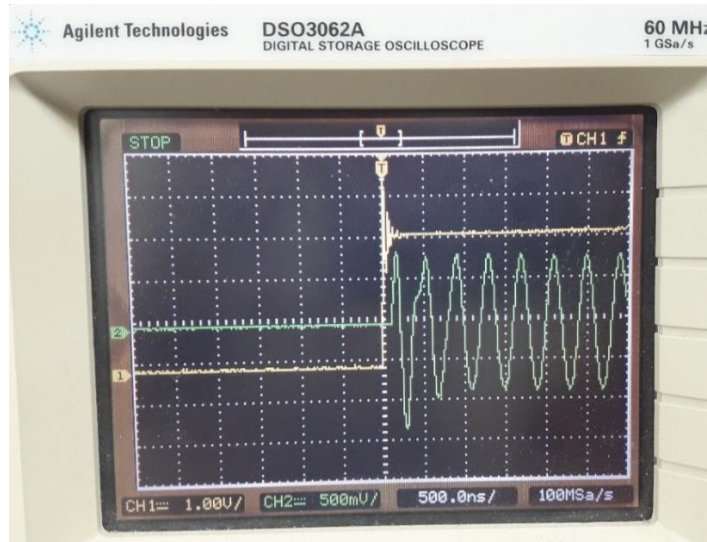 Agilent Technologies DSO3062A 60 MHz
DIGITAL STORAGE OSCILLOSCOPE 1 GSa/s
T
STOP T CH1
T
2
1
CH1 1.00V/ CH2 500mV/ 500.0ns/ 100MSa/s